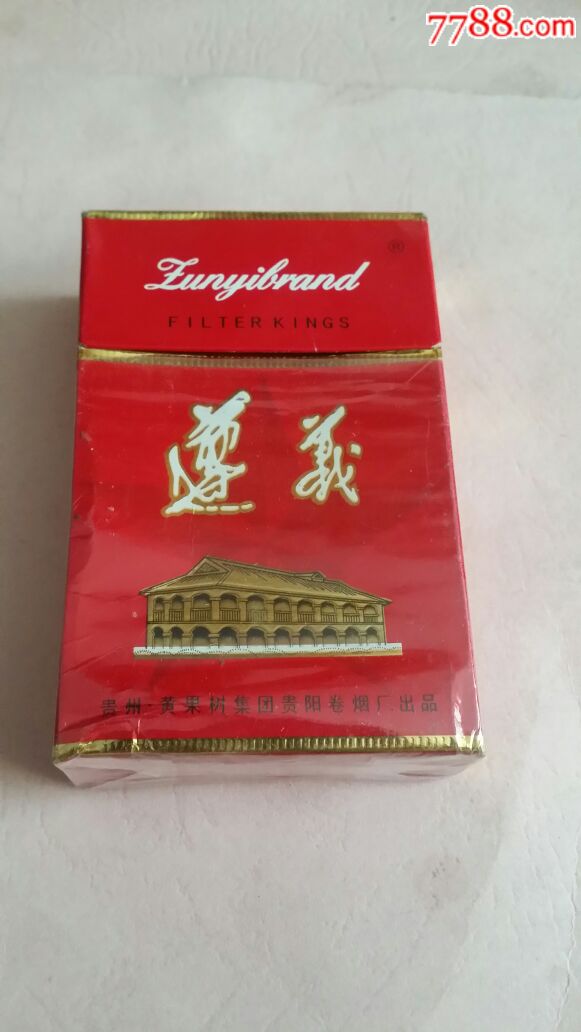 7788.com
Zunyibrand
®
FILTER KINGS
遵义
贵州·黄果树集团贵阳卷烟厂出品